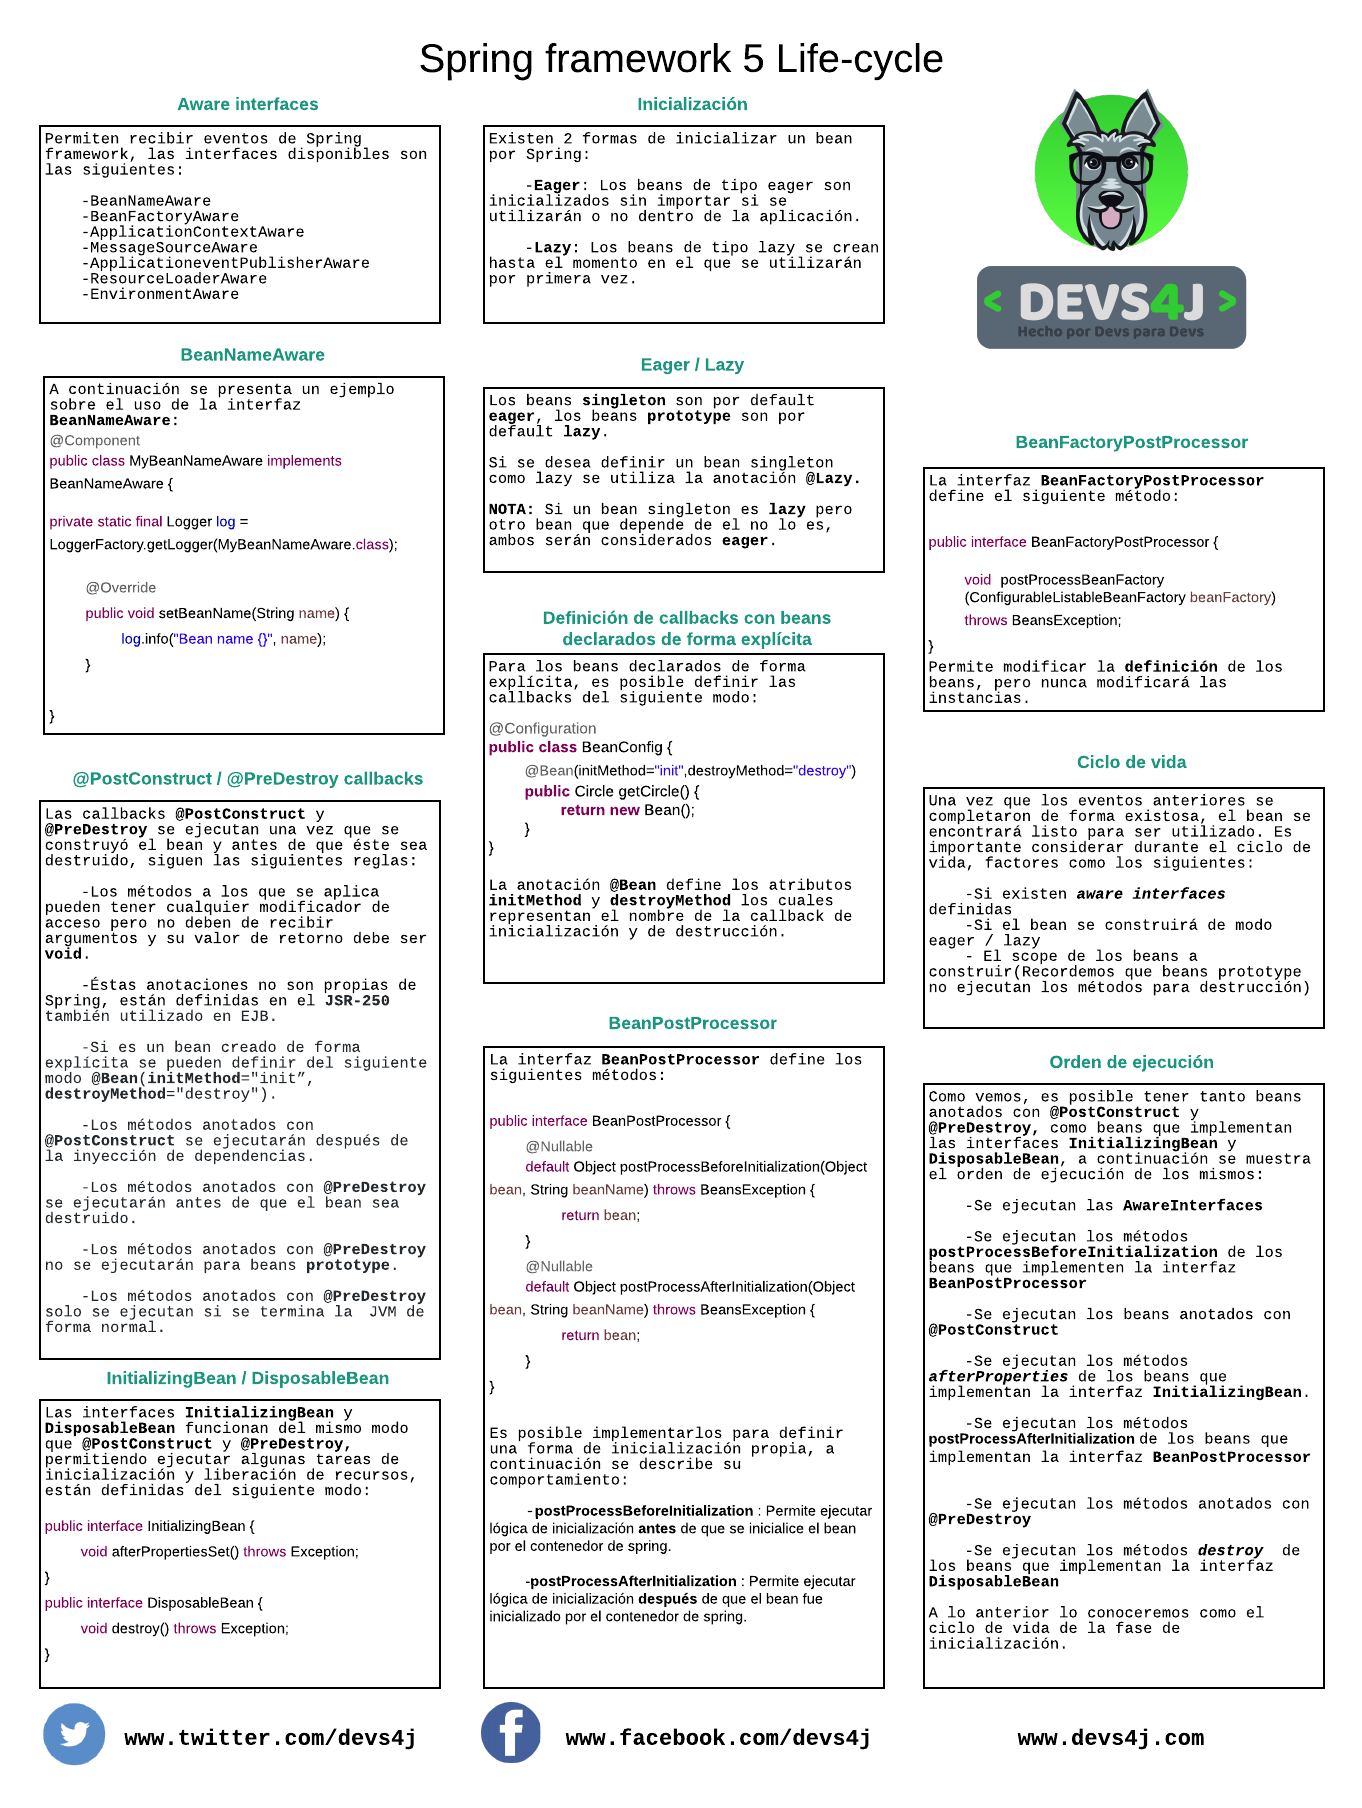 Spring framework 5 Life-cycle
Aware interfaces
Permiten recibir eventos de Spring
framework, las interfaces disponibles son
las siguientes:
-BeanNameAware
-BeanFactoryAware
-ApplicationContextAware
-MessageSourceAware
-ApplicationeventPublisherAware
-ResourceLoaderAware
-EnvironmentAware
BeanNameAware
A continuación se presenta un ejemplo
sobre el uso de la interfaz
BeanNameAware:
@Component
public class MyBeanNameAware implements
BeanNameAware {
private static final Logger log =
LoggerFactory.getLogger(MyBeanNameAware.class);
@Override
public void setBeanName(String name) {
log.info("Bean name {}", name);
}
}
@PostConstruct / @PreDestroy callbacks
Las callbacks @PostConstruct y
@PreDestroy se ejecutan una vez que se
construyó el bean y antes de que éste sea
destruido, siguen las siguientes reglas:
-Los métodos a los que se aplica
pueden tener cualquier modificador de
acceso pero no deben de recibir
argumentos y su valor de retorno debe ser
void.
-Éstas anotaciones no son propias de
Spring, están definidas en el JSR-250
también utilizado en EJB.
-Si es un bean creado de forma
explícita se pueden definir del siguiente
modo @Bean(initMethod="init”,
destroyMethod="destroy").
-Los métodos anotados con
@PostConstruct se ejecutarán después de
la inyección de dependencias.
-Los métodos anotados con @PreDestroy
se ejecutarán antes de que el bean sea
destruido.
-Los métodos anotados con @PreDestroy
no se ejecutarán para beans prototype.
-Los métodos anotados con @PreDestroy
solo se ejecutan si se termina la  JVM de
forma normal.
InitializingBean / DisposableBean
Las interfaces InitializingBean y
DisposableBean funcionan del mismo modo
que @PostConstruct y @PreDestroy,
permitiendo ejecutar algunas tareas de
inicialización y liberación de recursos,
están definidas del siguiente modo:
public interface InitializingBean {
void afterPropertiesSet() throws Exception;
}
public interface DisposableBean {
void destroy() throws Exception;
}
www.twitter.com/devs4j
Inicialización
Existen 2 formas de inicializar un bean
por Spring:
-Eager: Los beans de tipo eager son
inicializados sin importar si se
utilizarán o no dentro de la aplicación.
-Lazy: Los beans de tipo lazy se crean
hasta el momento en el que se utilizarán
por primera vez.
Eager / Lazy
Los beans singleton son por default
eager, los beans prototype son por
default lazy.
Si se desea definir un bean singleton
como lazy se utiliza la anotación @Lazy.
NOTA: Si un bean singleton es lazy pero
otro bean que depende de el no lo es,
ambos serán considerados eager.
Definición de callbacks con beans
declarados de forma explícita
Para los beans declarados de forma
explícita, es posible definir las
callbacks del siguiente modo:
@Configuration
public class BeanConfig {
@Bean(initMethod="init",destroyMethod="destroy")
public Circle getCircle() {
return new Bean();
}
}
La anotación @Bean define los atributos
initMethod y destroyMethod los cuales
representan el nombre de la callback de
inicialización y de destrucción.
BeanPostProcessor
La interfaz BeanPostProcessor define los
siguientes métodos:
public interface BeanPostProcessor {
@Nullable
default Object postProcessBeforeInitialization(Object
bean, String beanName) throws BeansException {
return bean;
}
@Nullable
default Object postProcessAfterInitialization(Object
bean, String beanName) throws BeansException {
return bean;
}
}
Es posible implementarlos para definir
una forma de inicialización propia, a
continuación se describe su
comportamiento:
-postProcessBeforeInitialization : Permite ejecutar
lógica de inicialización antes de que se inicialice el bean
por el contenedor de spring.
-postProcessAfterInitialization : Permite ejecutar
lógica de inicialización después de que el bean fue
inicializado por el contenedor de spring.
www.facebook.com/devs4j
< DEVS4J >
Hecho por Devs para Devs
BeanFactoryPostProcessor
La interfaz BeanFactoryPostProcessor
define el siguiente método:
public interface BeanFactoryPostProcessor {
void  postProcessBeanFactory
(ConfigurableListableBeanFactory beanFactory)
throws BeansException;
}
Permite modificar la definición de los
beans, pero nunca modificará las
instancias.
Ciclo de vida
Una vez que los eventos anteriores se
completaron de forma existosa, el bean se
encontrará listo para ser utilizado. Es
importante considerar durante el ciclo de
vida, factores como los siguientes:
-Si existen aware interfaces
definidas
-Si el bean se construirá de modo
eager / lazy
- El scope de los beans a
construir(Recordemos que beans prototype
no ejecutan los métodos para destrucción)
Orden de ejecución
Como vemos, es posible tener tanto beans
anotados con @PostConstruct y
@PreDestroy, como beans que implementan
las interfaces InitializingBean y
DisposableBean, a continuación se muestra
el orden de ejecución de los mismos:
-Se ejecutan las AwareInterfaces
-Se ejecutan los métodos
postProcessBeforeInitialization de los
beans que implementen la interfaz
BeanPostProcessor
-Se ejecutan los beans anotados con
@PostConstruct
-Se ejecutan los métodos
afterProperties de los beans que
implementan la interfaz InitializingBean.
-Se ejecutan los métodos
postProcessAfterInitialization de los beans que
implementan la interfaz BeanPostProcessor
-Se ejecutan los métodos anotados con
@PreDestroy
-Se ejecutan los métodos destroy  de
los beans que implementan la interfaz
DisposableBean
A lo anterior lo conoceremos como el
ciclo de vida de la fase de
inicialización.
www.devs4j.com